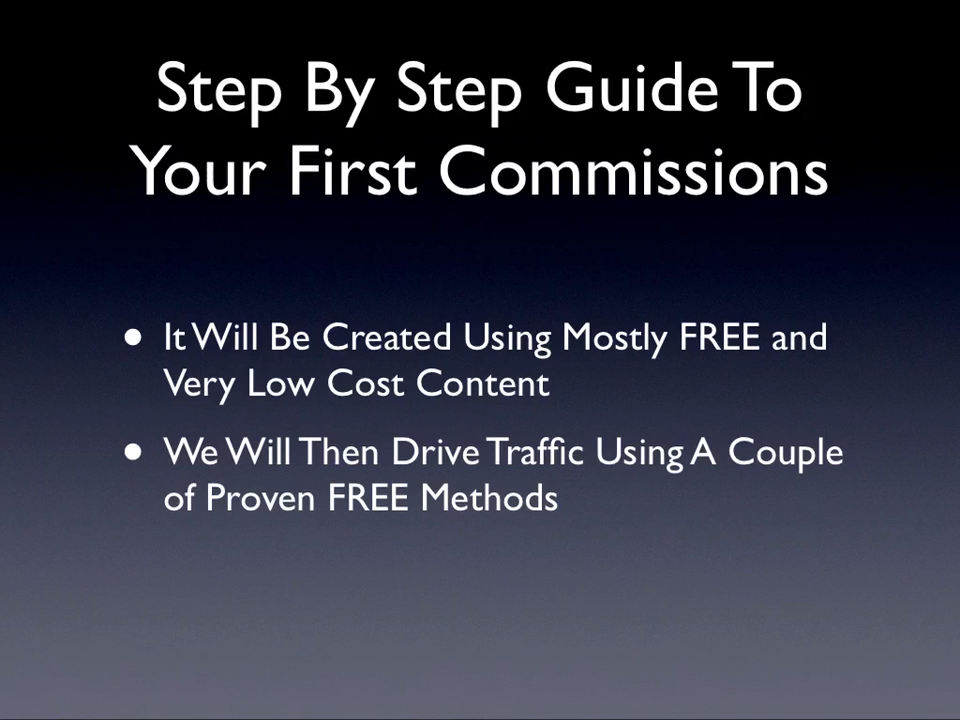 Step By Step Guide To
Your First Commissions
• It Will Be Created Using Mostly FREE and
Very Low Cost Content
• We Will Then Drive Traffic Using A Couple
of Proven FREE Methods